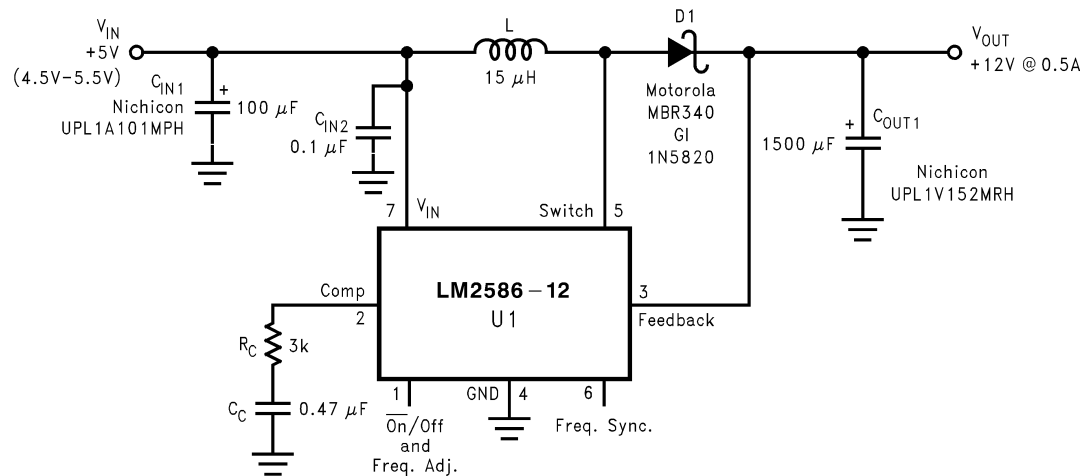 V_IN
+5V
(4.5V–5.5V)
C_IN1
Nichicon
UPL1A101MPH
+
100 μF
C_IN2
0.1 μF
L
15 μH
D1
Motorola
MBR340
GI
1N5820
V_OUT
+12V @ 0.5A
+
C_OUT1
1500 μF
Nichicon
UPL1V152MRH
7
V_IN
Switch
5
Comp
2
LM2586–12
U1
3
Feedback
R_C
3k
C_C
0.47 μF
1
On/Off
and
Freq. Adj.
GND
4
6
Freq. Sync.